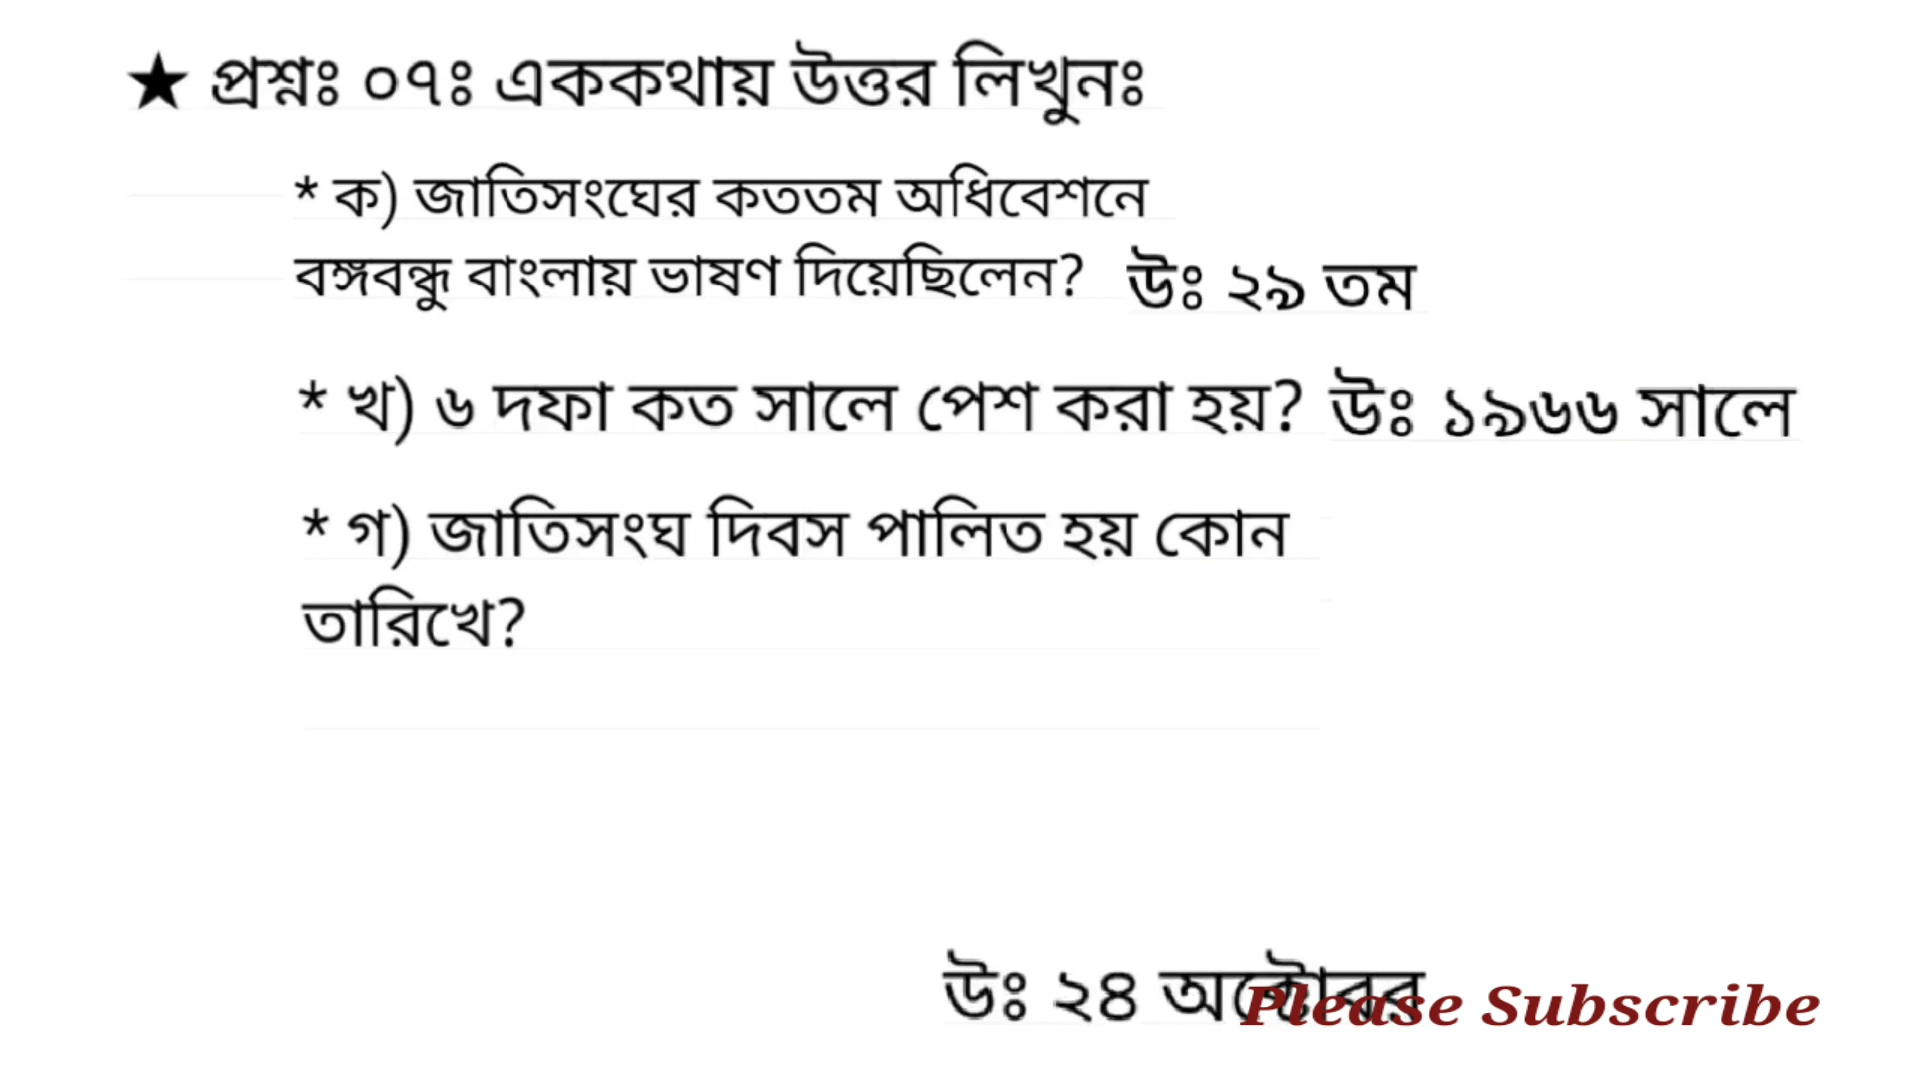 ★ প্রশ্নঃ ০৭ঃ এককথায় উত্তর লিখুনঃ
* ক) জাতিসংঘের কততম অধিবেশনে
বঙ্গবন্ধু বাংলায় ভাষণ দিয়েছিলেন? উঃ ২৯ তম
* খ) ৬ দফা কত সালে পেশ করা হয়? উঃ ১৯৬৬ সালে
* গ) জাতিসংঘ দিবস পালিত হয় কোন
তারিখে?
উঃ ২৪ অক্টোবর
Please Subscribe